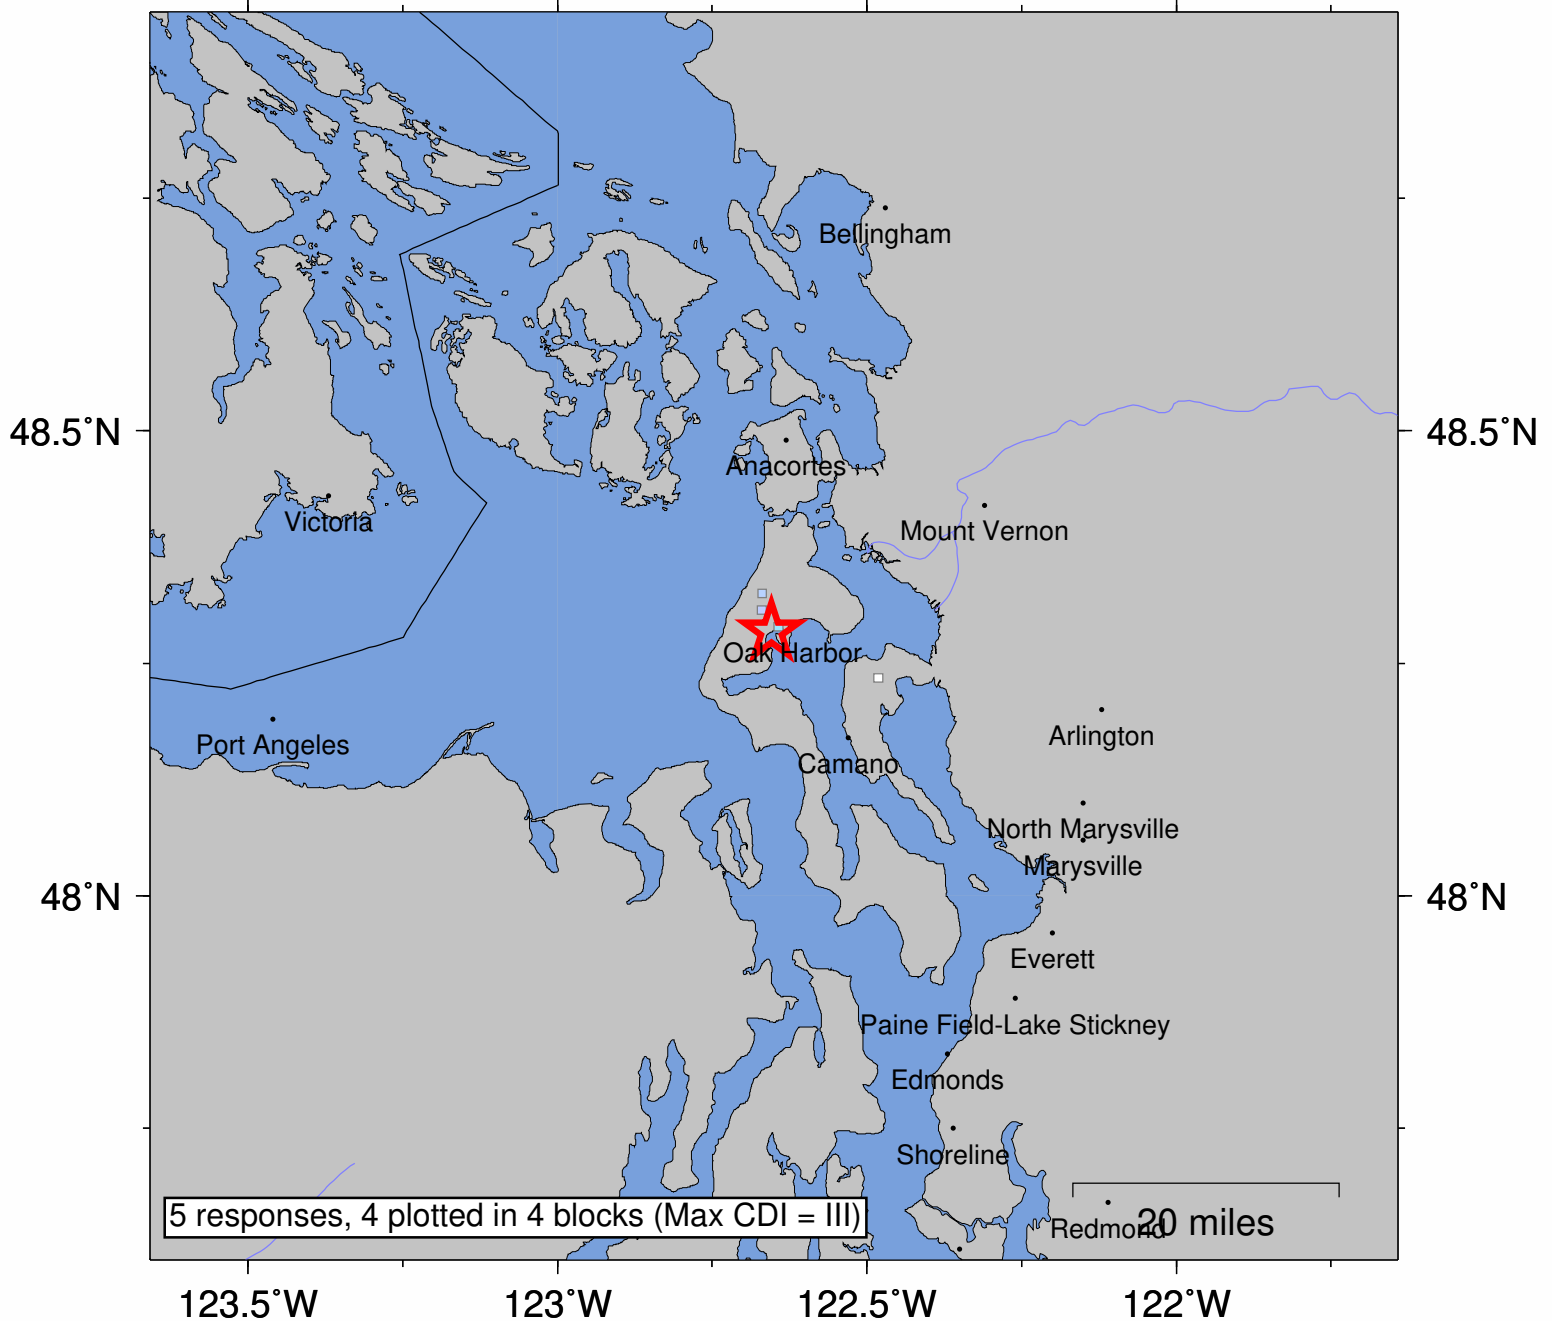 Bellingham
48.5°N
48.5°N
Anacortes
Victoria
Mount Vernon
Oak Harbor
Port Angeles
Arlington
Camano
North Marysville
Marysville
48°N
48°N
Everett
Paine Field-Lake Stickney
Edmonds
Shoreline
5 responses, 4 plotted in 4 blocks (Max CDI = III)
Redmond
20 miles
123.5°W
123°W
122.5°W
122°W